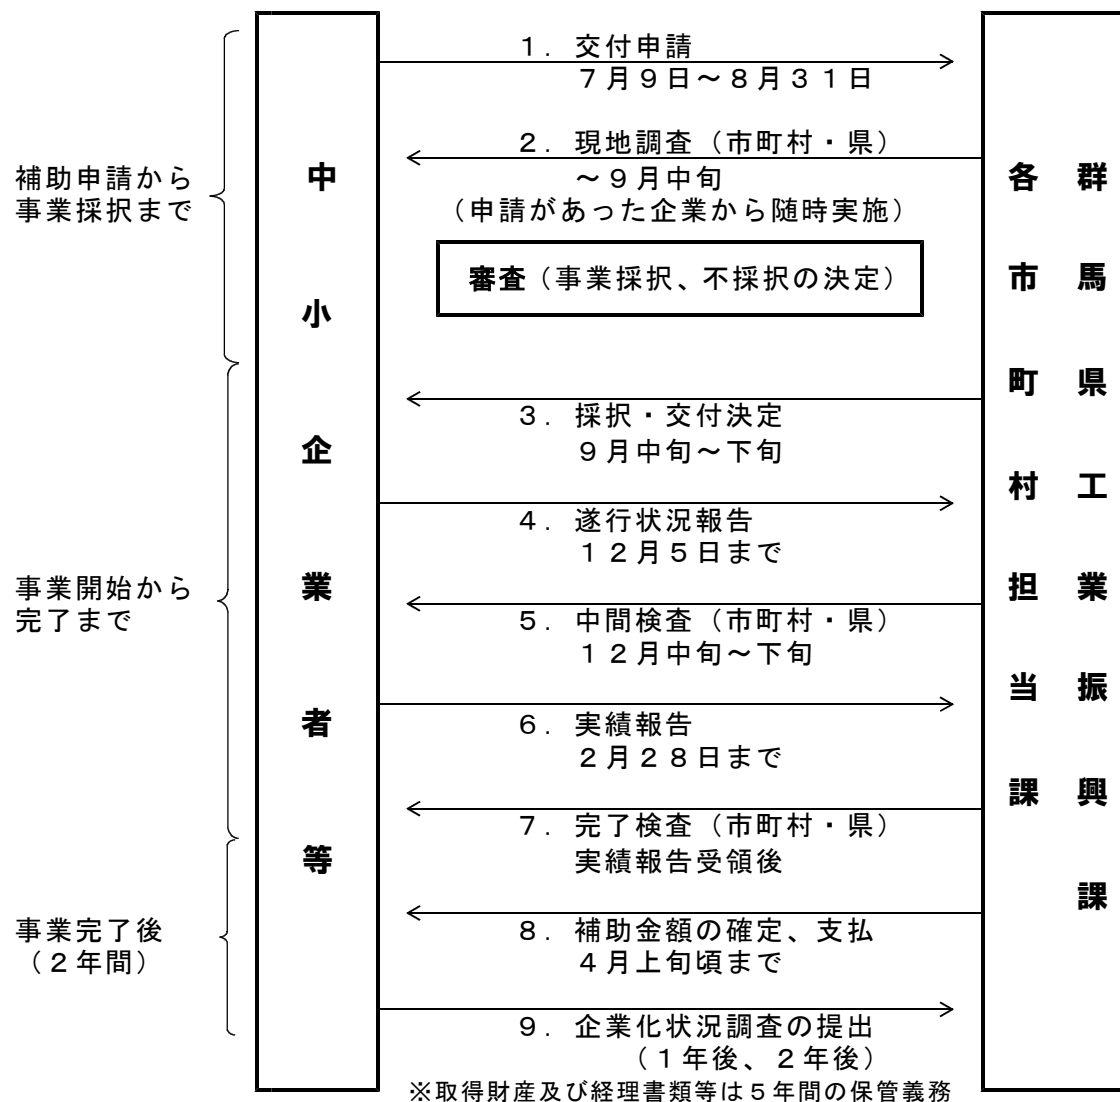 補助申請から
事業採択まで
事業開始から
完了まで
事業完了後
（２年間）
中小企業者等
１．交付申請
７月９日～８月３１日
２．現地調査（市町村・県）
～９月中旬
（申請があった企業から随時実施）
審査（事業採択、不採択の決定）
３．採択・交付決定
９月中旬～下旬
４．遂行状況報告
１２月５日まで
５．中間検査（市町村・県）
１２月中旬～下旬
６．実績報告
２月２８日まで
７．完了検査（市町村・県）
実績報告受領後
８．補助金額の確定、支払
４月上旬頃まで
９．企業化状況調査の提出
（１年後、２年後）
※取得財産及び経理書類等は５年間の保管義務
群馬県工業振興課
各市町村担当課